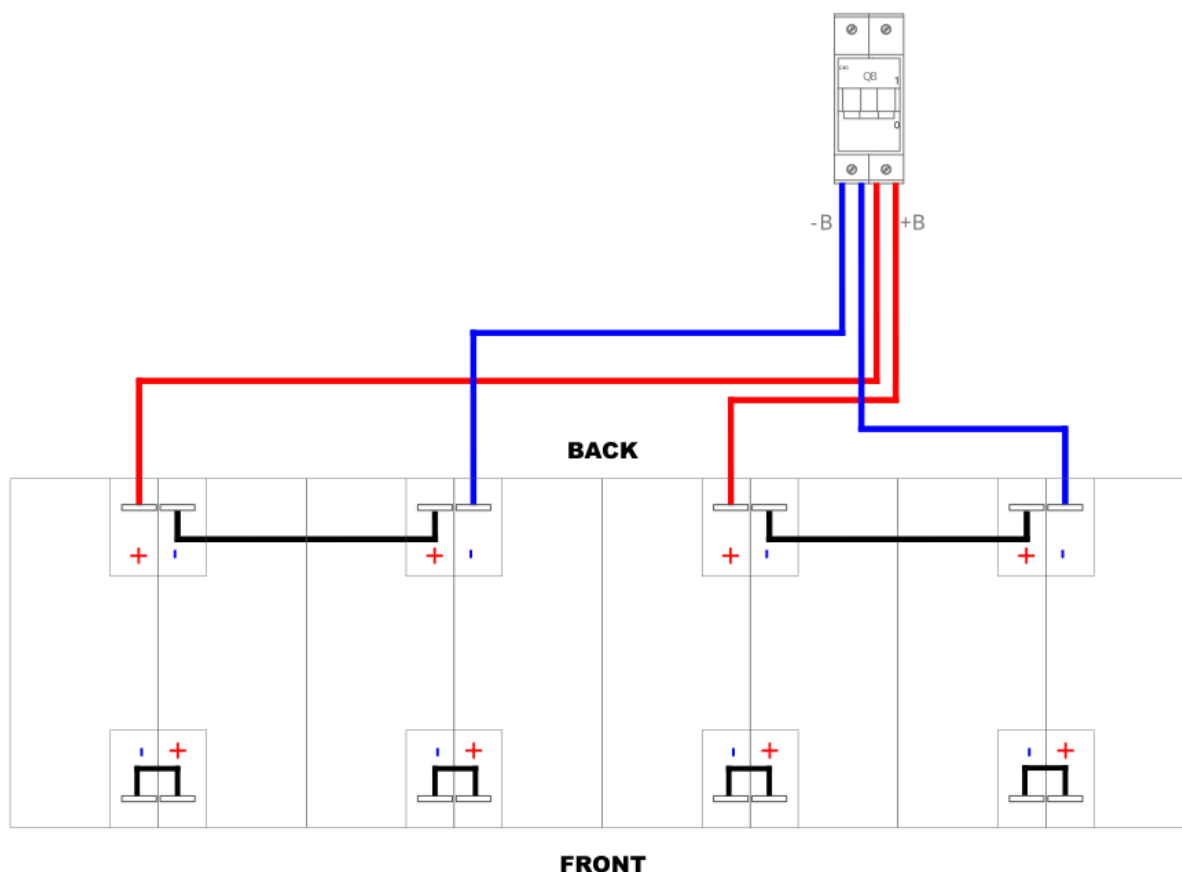 QB
1
0
-B
+B
BACK
+ - + - + - + -
- + - + - + - +
FRONT